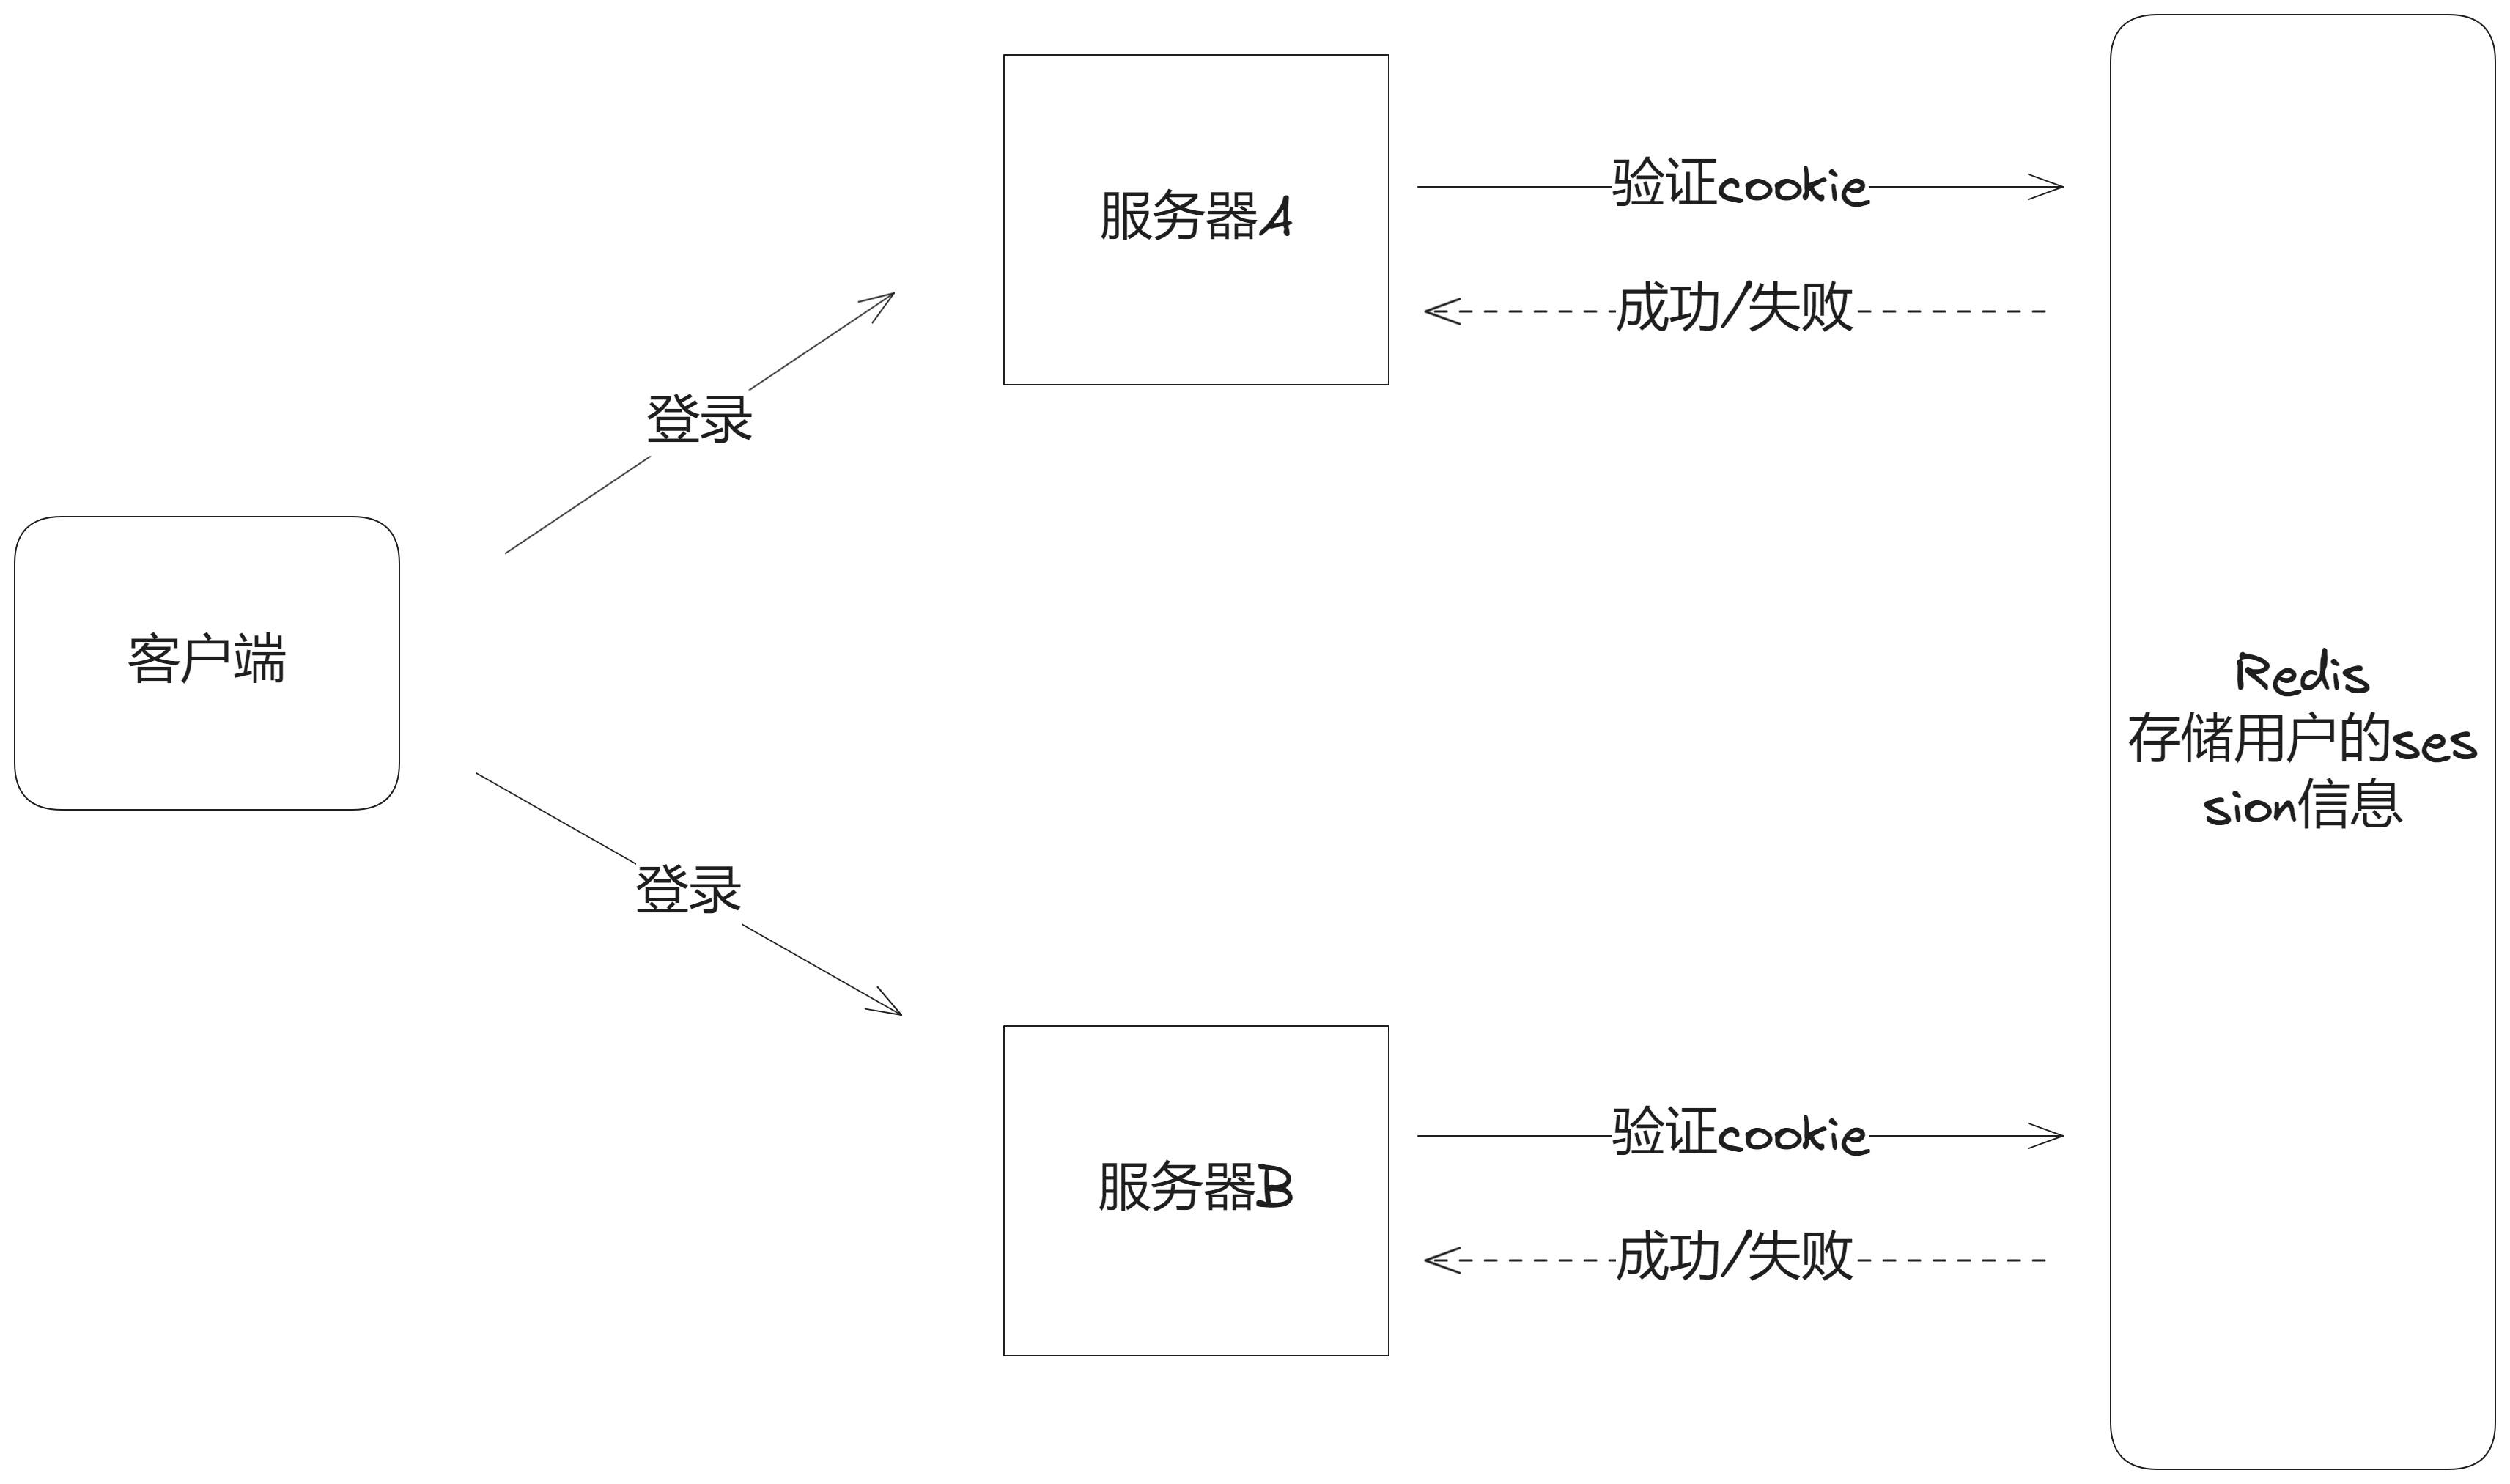 服务器A
验证cookie
成功/失败
登录
客户端
Redis
存储用户的ses
sion信息
登录
验证cookie
服务器B
成功/失败